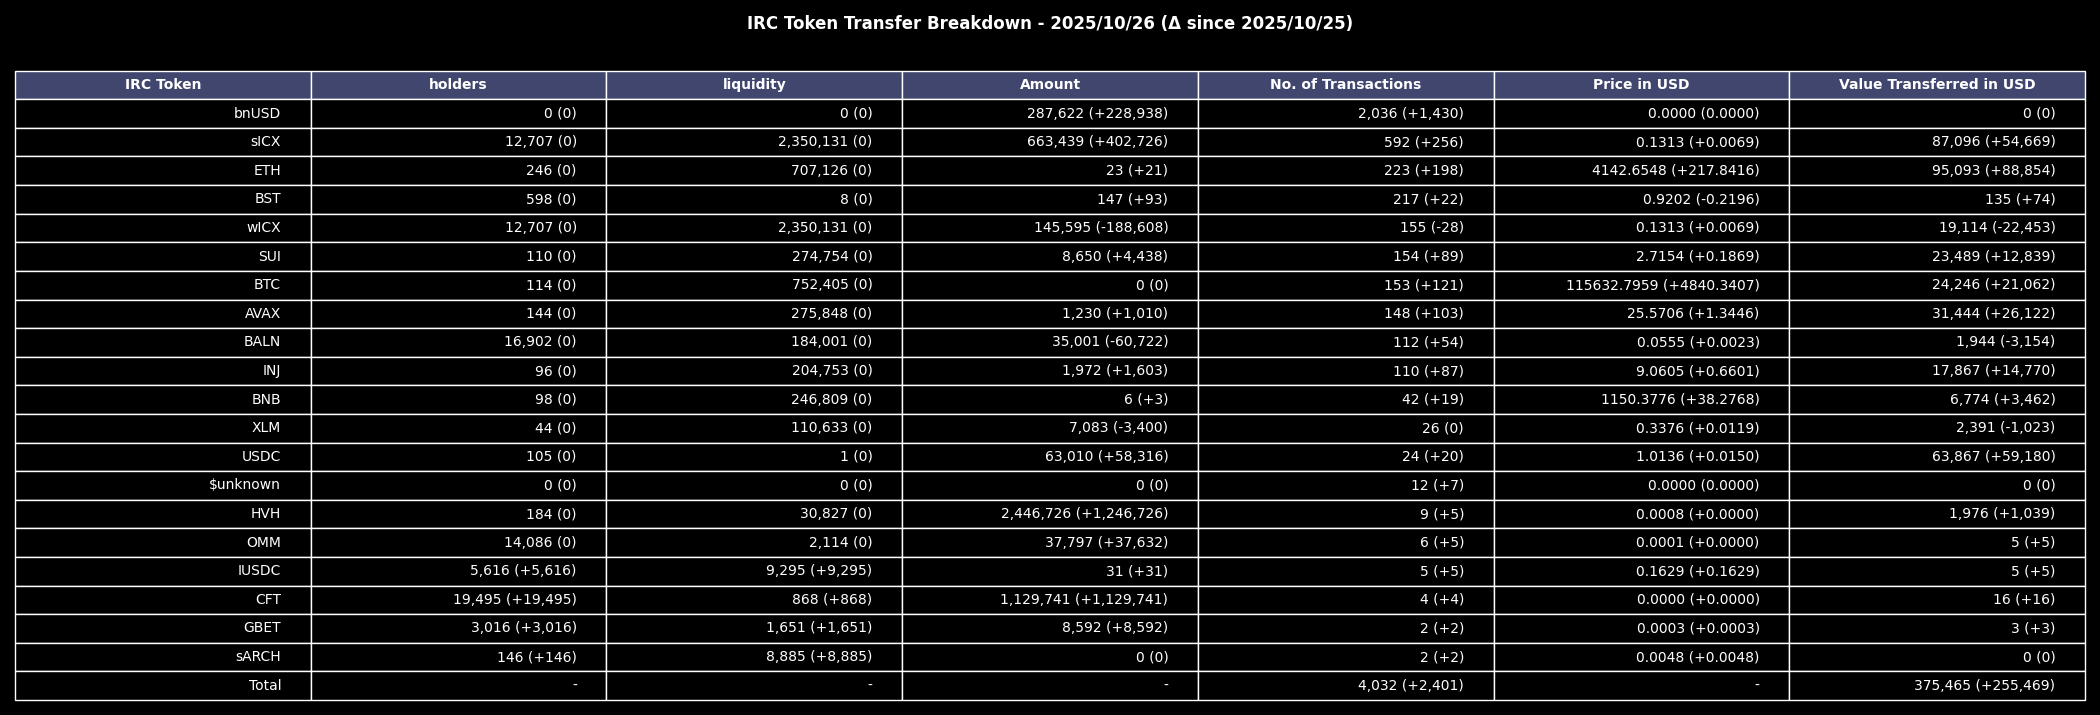 IRC Token Transfer Breakdown - 2025/10/26 (Δ since 2025/10/25)
IRC Token holders liquidity Amount No. of Transactions Price in USD Value Transferred in USD
bnUSD 0 (0) 0 (0) 287,622 (+228,938) 2,036 (+1,430) 0.0000 (0.0000) 0 (0)
sICX 12,707 (0) 2,350,131 (0) 663,439 (+402,726) 592 (+256) 0.1313 (+0.0069) 87,096 (+54,669)
ETH 246 (0) 707,126 (0) 23 (+21) 223 (+198) 4142.6548 (+217.8416) 95,093 (+88,854)
BST 598 (0) 8 (0) 147 (+93) 217 (+22) 0.9202 (-0.2196) 135 (+74)
wICX 12,707 (0) 2,350,131 (0) 145,595 (-188,608) 155 (-28) 0.1313 (+0.0069) 19,114 (-22,453)
SUI 110 (0) 274,754 (0) 8,650 (+4,438) 154 (+89) 2.7154 (+0.1869) 23,489 (+12,839)
BTC 114 (0) 752,405 (0) 0 (0) 153 (+121) 115632.7959 (+4840.3407) 24,246 (+21,062)
AVAX 144 (0) 275,848 (0) 1,230 (+1,010) 148 (+103) 25.5706 (+1.3446) 31,444 (+26,122)
BALN 16,902 (0) 184,001 (0) 35,001 (-60,722) 112 (+54) 0.0555 (+0.0023) 1,944 (-3,154)
INJ 96 (0) 204,753 (0) 1,972 (+1,603) 110 (+87) 9.0605 (+0.6601) 17,867 (+14,770)
BNB 98 (0) 246,809 (0) 6 (+3) 42 (+19) 1150.3776 (+38.2768) 6,774 (+3,462)
XLM 44 (0) 110,633 (0) 7,083 (-3,400) 26 (0) 0.3376 (+0.0119) 2,391 (-1,023)
USDC 105 (0) 1 (0) 63,010 (+58,316) 24 (+20) 1.0136 (+0.0150) 63,867 (+59,180)
$unknown 0 (0) 0 (0) 0 (0) 12 (+7) 0.0000 (0.0000) 0 (0)
HVH 184 (0) 30,827 (0) 2,446,726 (+1,246,726) 9 (+5) 0.0008 (+0.0000) 1,976 (+1,039)
OMM 14,086 (0) 2,114 (0) 37,797 (+37,632) 6 (+5) 0.0001 (+0.0000) 5 (+5)
IUSDC 5,616 (+5,616) 9,295 (+9,295) 31 (+31) 5 (+5) 0.1629 (+0.1629) 5 (+5)
CFT 19,495 (+19,495) 868 (+868) 1,129,741 (+1,129,741) 4 (+4) 0.0000 (+0.0000) 16 (+16)
GBET 3,016 (+3,016) 1,651 (+1,651) 8,592 (+8,592) 2 (+2) 0.0003 (+0.0003) 3 (+3)
sARCH 146 (+146) 8,885 (+8,885) 0 (0) 2 (+2) 0.0048 (+0.0048) 0 (0)
Total - - - 4,032 (+2,401) - 375,465 (+255,469)